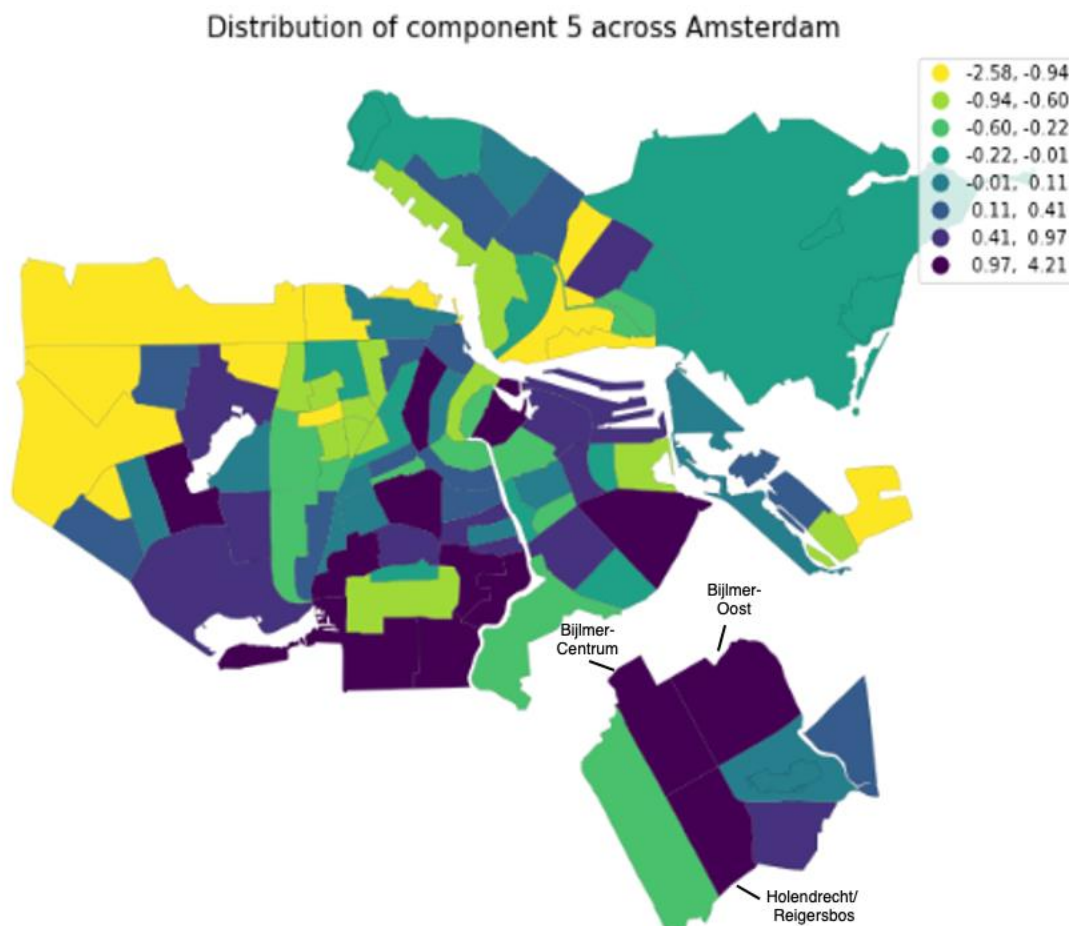 Distribution of component 5 across Amsterdam
-2.58, -0.94
-0.94, -0.60
-0.60, -0.22
-0.22, -0.01
-0.01, 0.11
0.11, 0.41
0.41, 0.97
0.97, 4.21
Bijlmer-
Oost
Bijlmer-
Centrum
Holendrecht/
Reigersbos